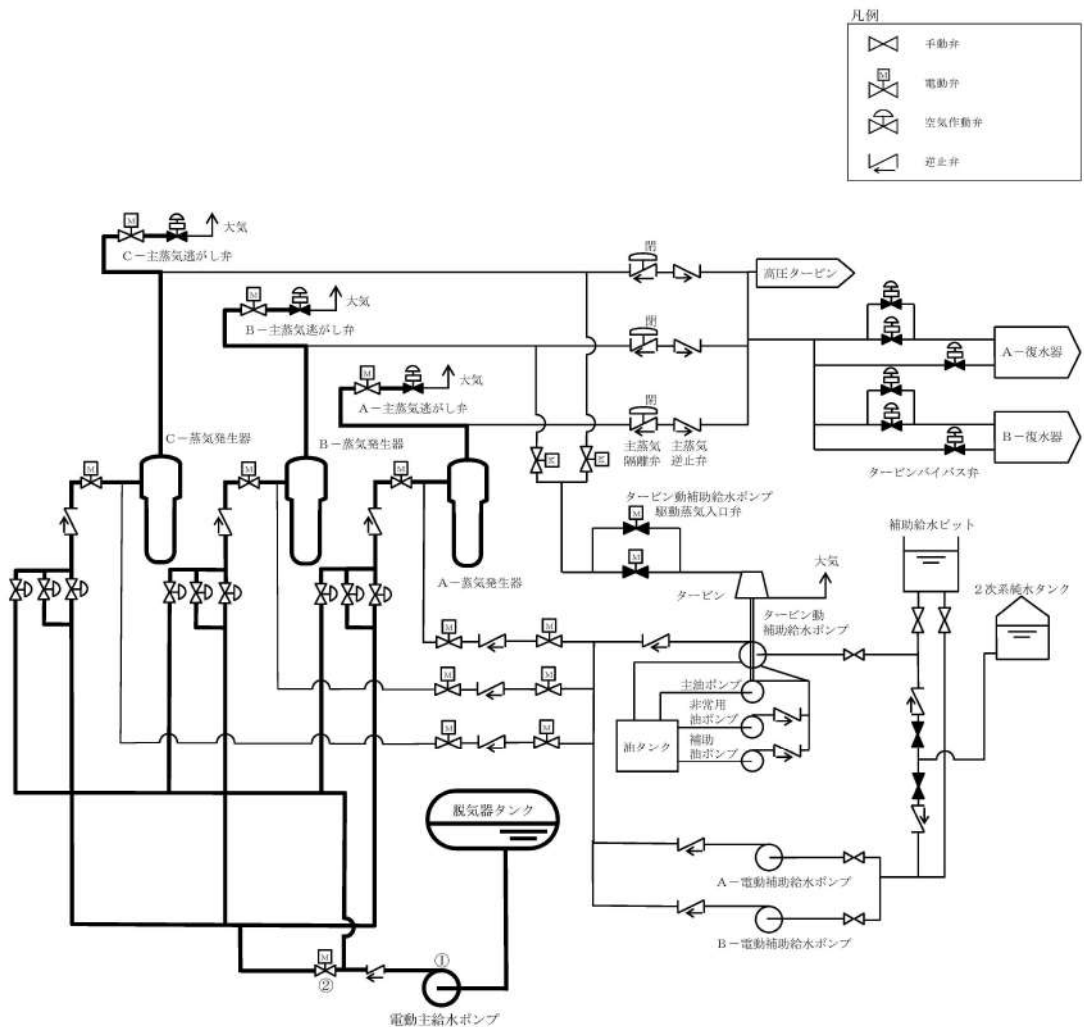 凡例
手動弁
M
電動弁
空気作動弁
逆止弁
M
大気
C－主蒸気逃がし弁
閉
高圧タービン
M
大気
B－主蒸気逃がし弁
閉
A－復水器
M
大気
A－主蒸気逃がし弁
閉
主蒸気
隔離弁
主蒸気
逆止弁
B－復水器
タービンバイパス弁
C－蒸気発生器
B－蒸気発生器
M
M
M
M
M
タービン動補助給水ポンプ
駆動蒸気入口弁
M
M
補助給水ピット
大気
2次系純水タンク
A－蒸気発生器
タービン
タービン動
補助給水ポンプ
M
M
M
M
主油ポンプ
非常用
油ポンプ
M
M
補助
油ポンプ
油タンク
脱気器タンク
A－電動補助給水ポンプ
B－電動補助給水ポンプ
M
②
①
電動主給水ポンプ